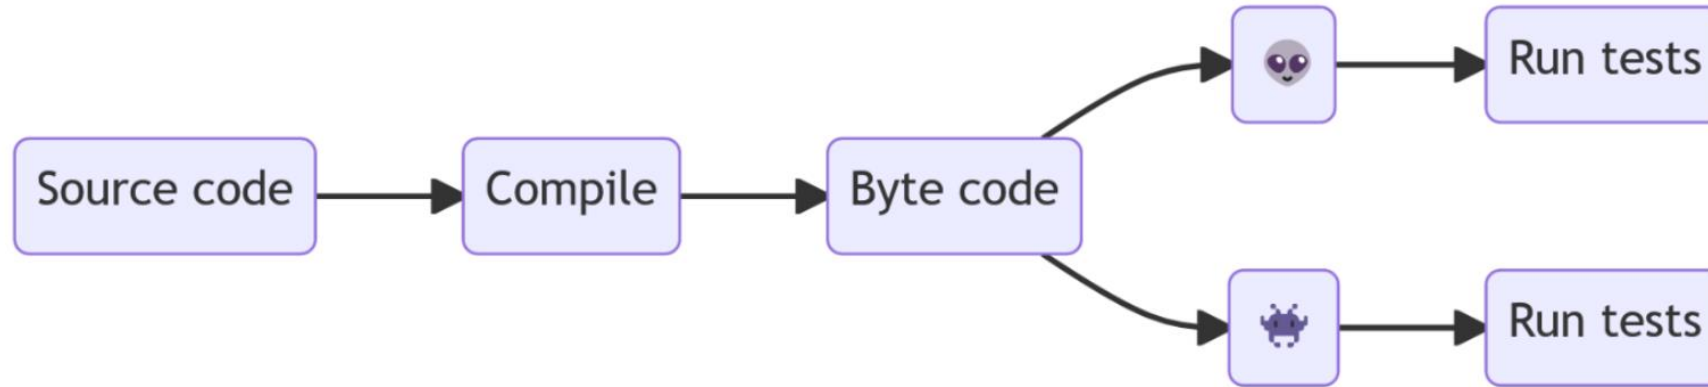 Source code
Compile
Byte code
👽
Run tests
👾
Run tests